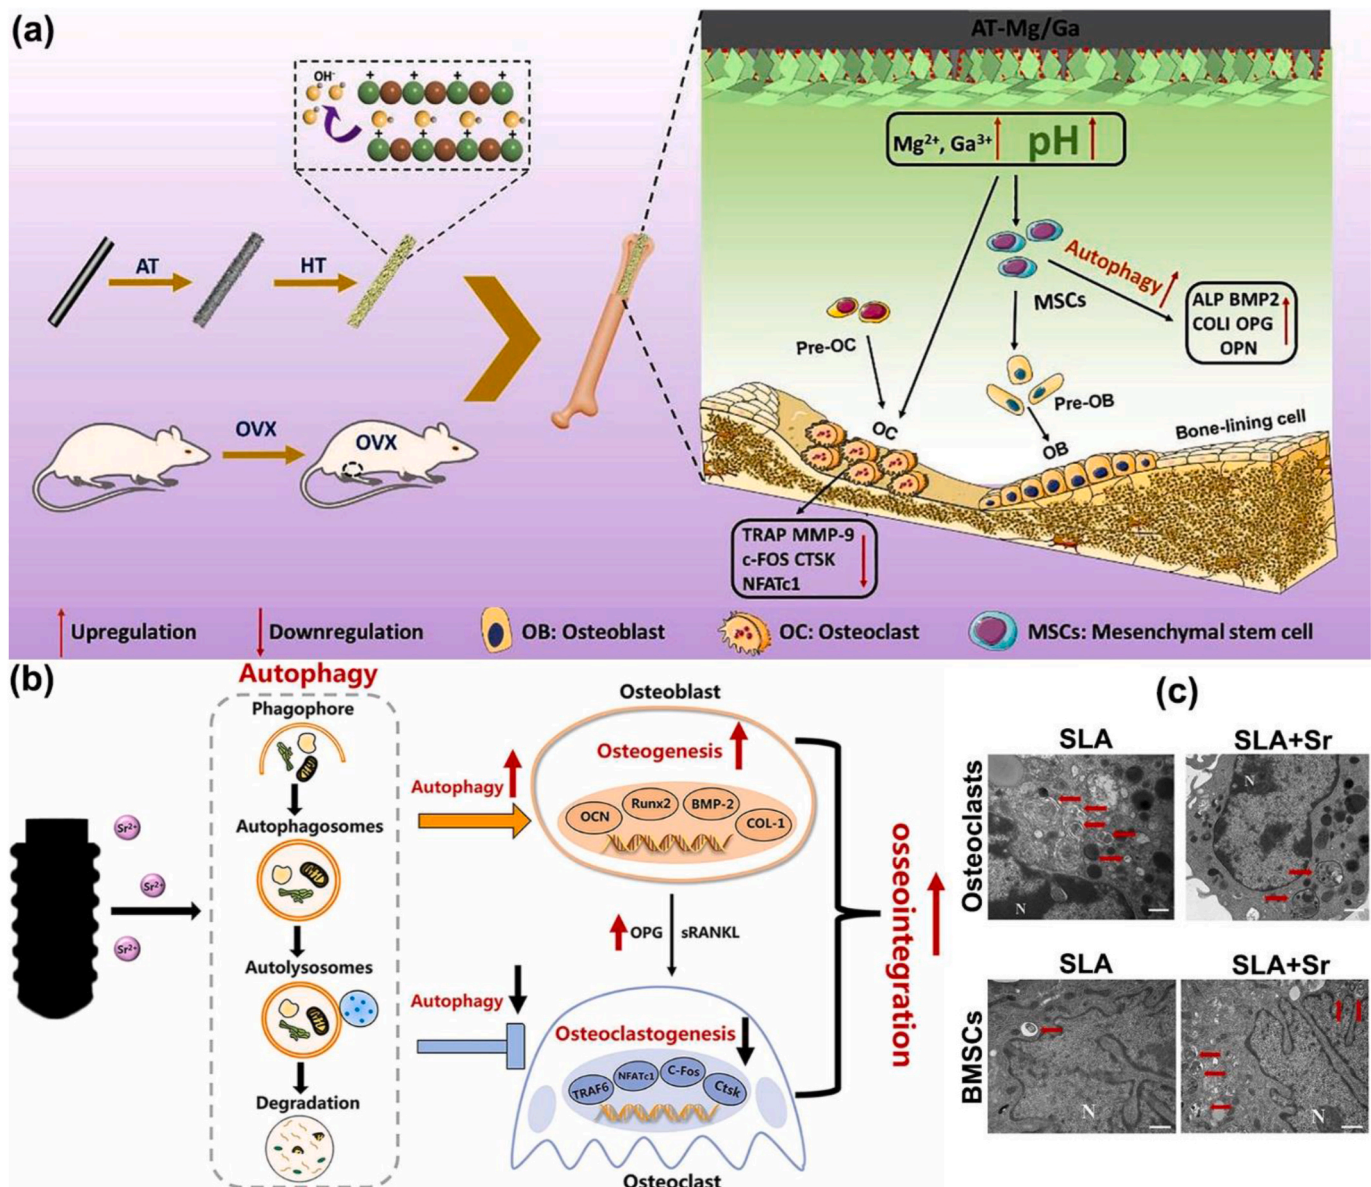 (a)
AT-Mg/Ga
OH⁻
+ + + +
+ + + +
Mg²⁺, Ga³⁺ pH
AT
HT
MSCs
Autophagy
ALP BMP2
COLI OPG
OPN
Pre-OC
Pre-OB
OC
OB
Bone-lining cell
OVX
OVX
TRAP MMP-9
c-FOS CTSK
NFATc1
Upregulation
Downregulation
OB: Osteoblast
OC: Osteoclast
MSCs: Mesenchymal stem cell
(b)
Autophagy
Phagophore
Autophagosomes
Autolysosomes
Degradation
Sr²⁺
Sr²⁺
Sr²⁺
Autophagy
Autophagy
Osteoblast
Osteogenesis
OCN
Runx2
BMP-2
COL-1
OPG
sRANKL
Osteoclastogenesis
TRAF6
NFATc1
C-Fos
Ctsk
Osteoclast
osseointegration
(c)
SLA
SLA+Sr
Osteoclasts
N
N
SLA
SLA+Sr
BMSCs
N
N